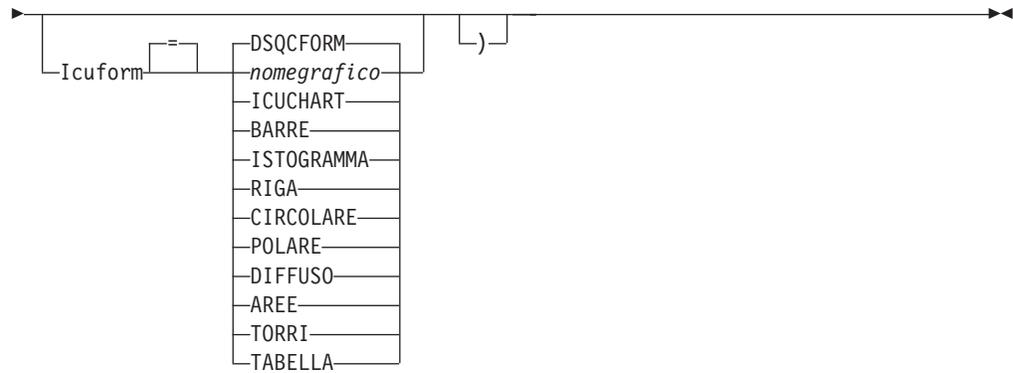 DSQCFORM )
Icuform = nomegrafico
ICUCHART
BARRE
ISTOGRAMMA
RIGA
CIRCOLARE
POLARE
DIFFUSO
AREE
TORRI
TABELLA